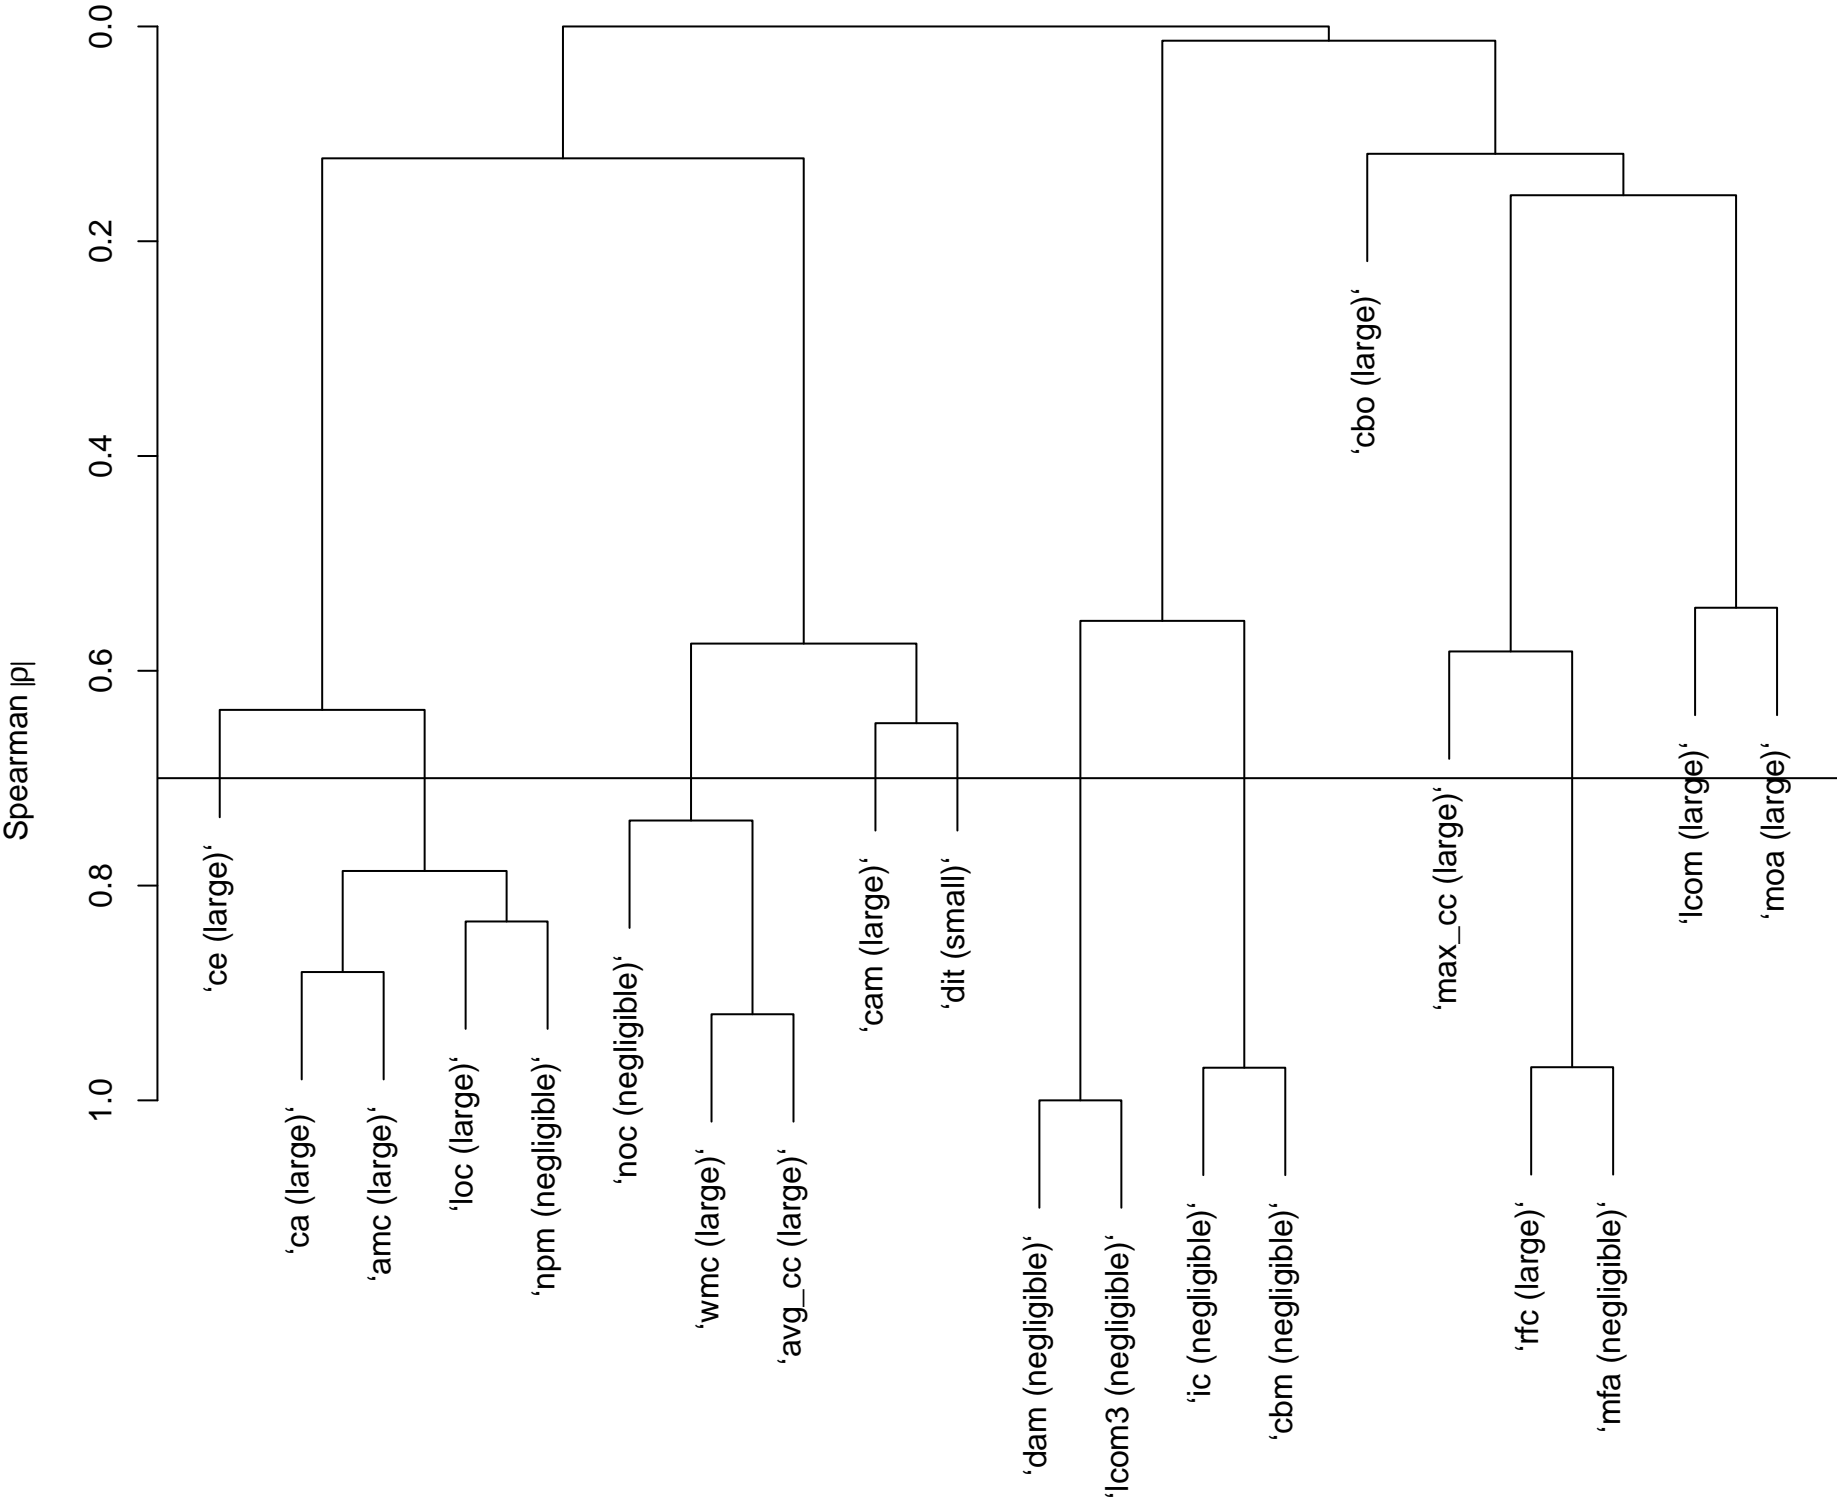 Spearman |ρ|
0.0
0.2
0.4
0.6
0.8
1.0
‘ce (large)‘
‘ca (large)‘
‘amc (large)‘
‘loc (large)‘
‘npm (negligible)‘
‘noc (negligible)‘
‘wmc (large)‘
‘avg_cc (large)‘
‘cam (large)‘
‘dit (small)‘
‘dam (negligible)‘
‘lcom3 (negligible)‘
‘ic (negligible)‘
‘cbm (negligible)‘
‘cbo (large)‘
‘max_cc (large)‘
‘rfc (large)‘
‘mfa (negligible)‘
‘lcom (large)‘
‘moa (large)‘